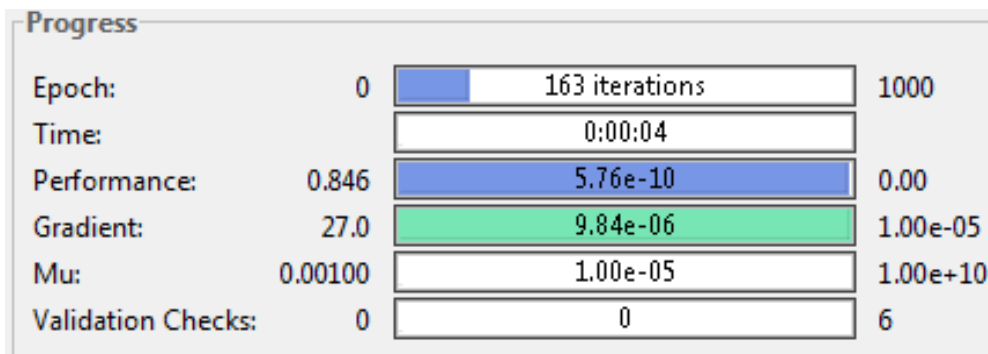 Progress
Epoch: 0 163 iterations 1000
Time: 0:00:04
Performance: 0.846 5.76e-10 0.00
Gradient: 27.0 9.84e-06 1.00e-05
Mu: 0.00100 1.00e-05 1.00e+10
Validation Checks: 0 0 6